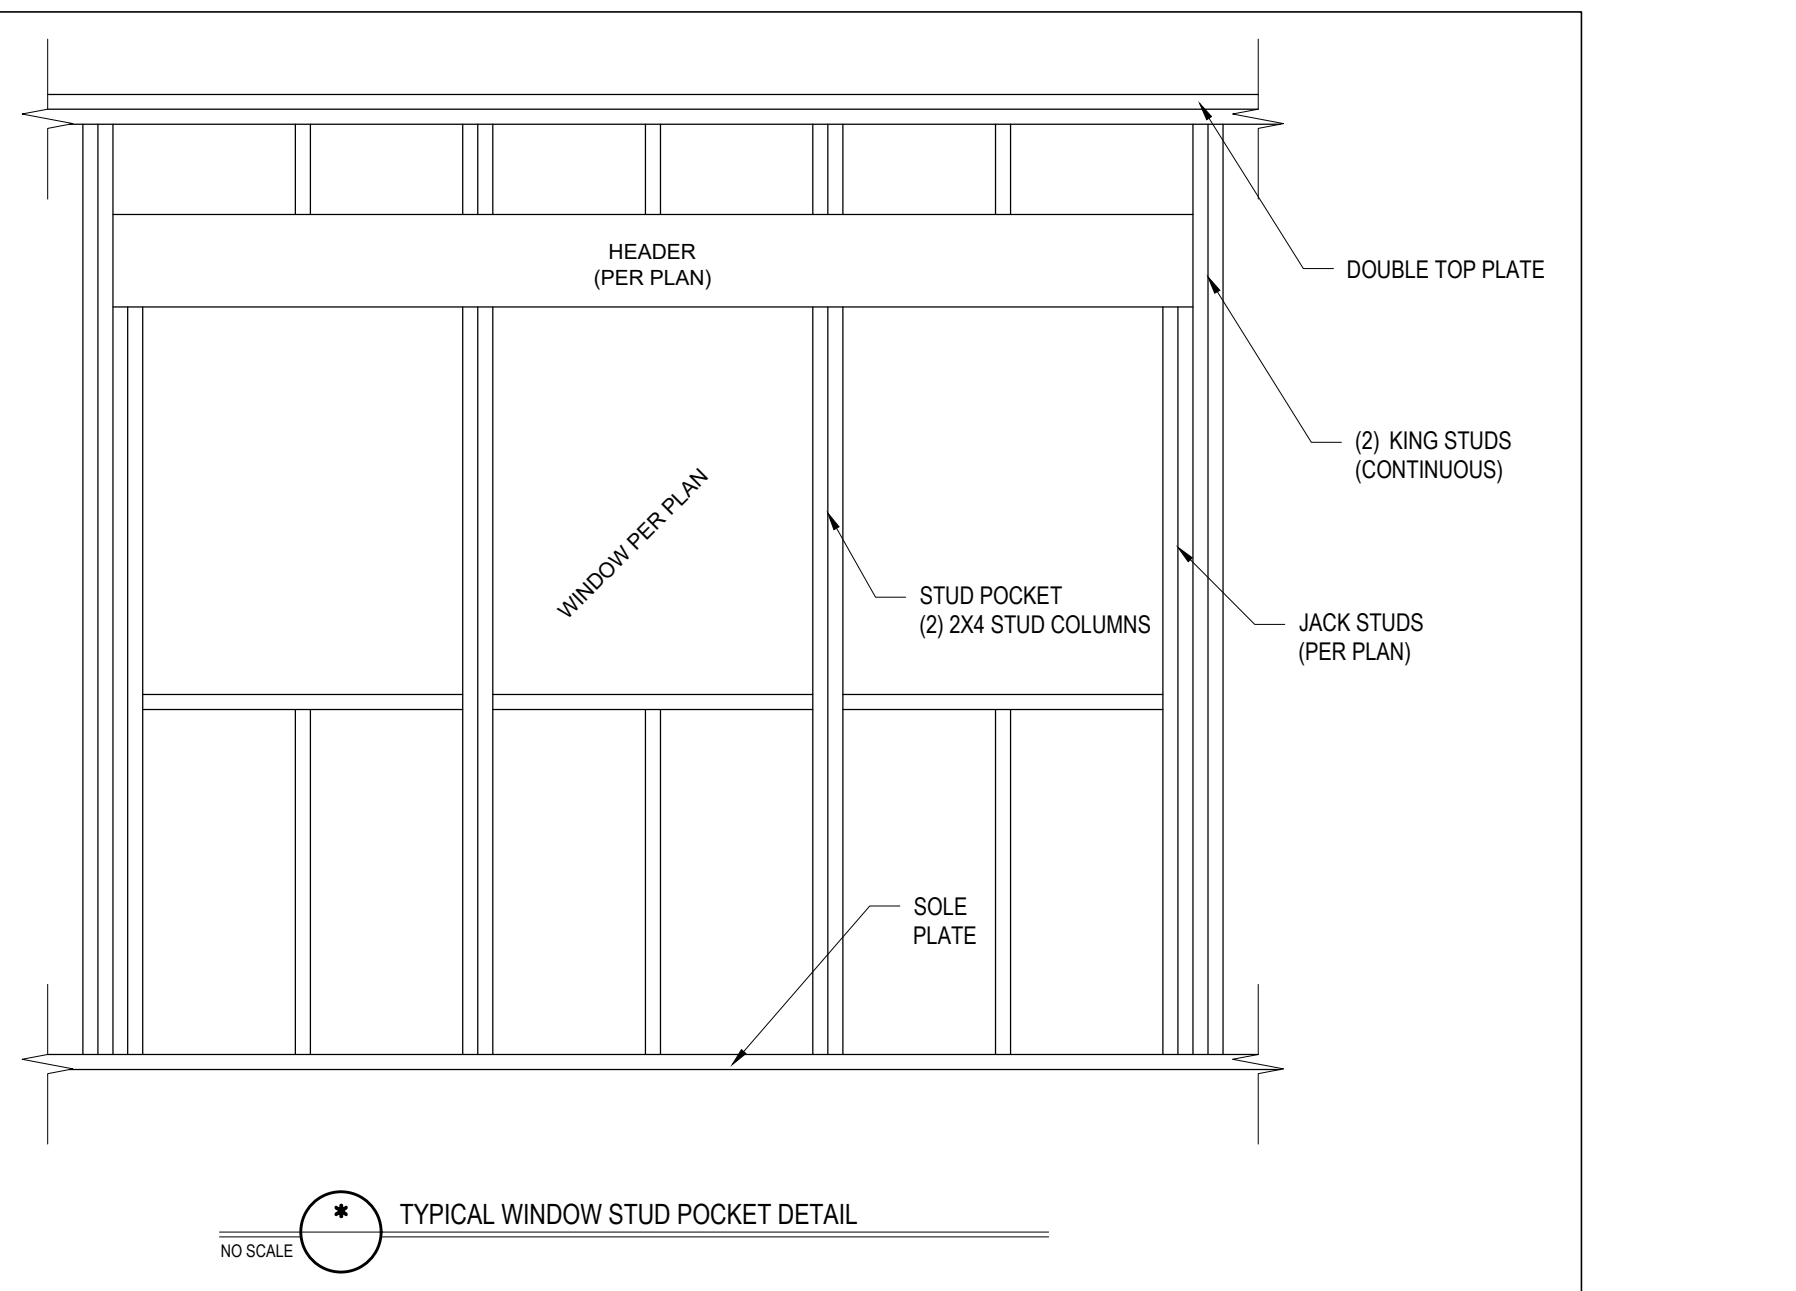 HEADER
(PER PLAN)
DOUBLE TOP PLATE
(2) KING STUDS
(CONTINUOUS)
WINDOW PER PLAN
STUD POCKET
(2) 2X4 STUD COLUMNS
JACK STUDS
(PER PLAN)
SOLE
PLATE
*
TYPICAL WINDOW STUD POCKET DETAIL
NO SCALE